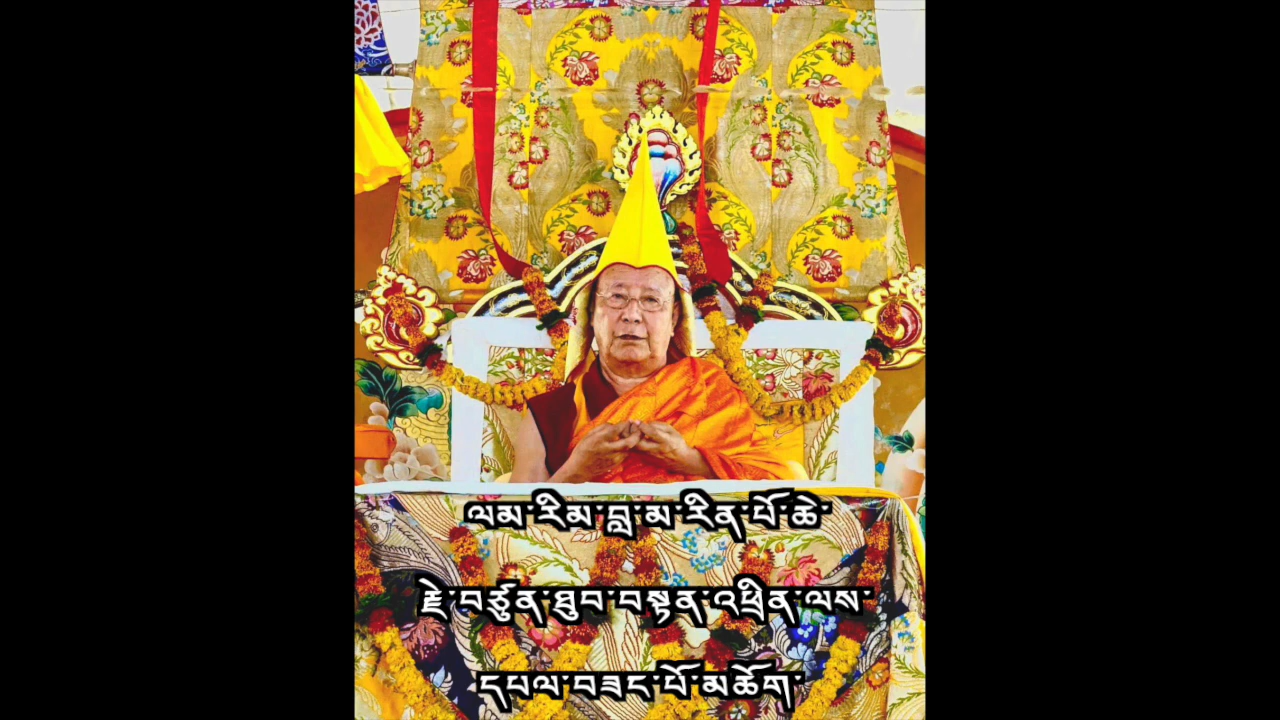 ལམ་རིམ་བླ་མ་རིན་པོ་ཆེ་
རྗེ་བཙུན་ཐུབ་བསྟན་འཕྲིན་ལས་
དཔལ་བཟང་པོ་མཆོག་